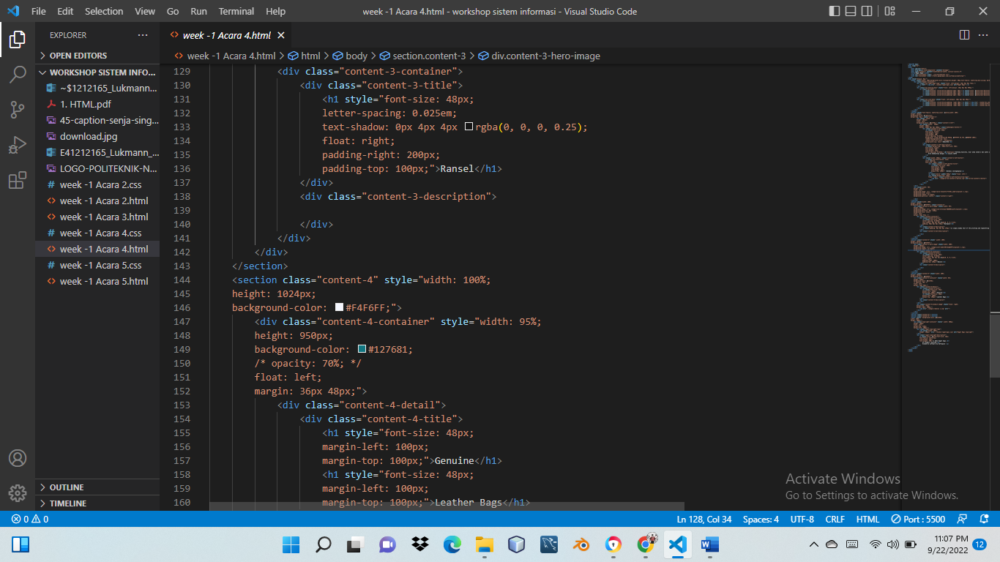 File Edit Selection View Go Run Terminal Help week -1 Acara 4.html - workshop sistem informasi - Visual Studio Code
EXPLORER ···
week -1 Acara 4.html
OPEN EDITORS
week -1 Acara 4.html > html > body > section.content-3 > div.content-3-hero-image
WORKSHOP SISTEM INFO...
~$1212165_Lukmann...
1. HTML.pdf
45-caption-senja-sing...
download.jpg
E41212165_Lukmann_...
LOGO-POLITEKNIK-N...
week -1 Acara 2.css
week -1 Acara 2.html
week -1 Acara 3.html
week -1 Acara 4.css
week -1 Acara 4.html
week -1 Acara 5.css
week -1 Acara 5.html
OUTLINE
TIMELINE
129 <div class="content-3-container">
130 <div class="content-3-title">
131 <h1 style="font-size: 48px;
132 letter-spacing: 0.025em;
133 text-shadow: 0px 4px 4px rgba(0, 0, 0, 0.25);
134 float: right;
135 padding-right: 200px;
136 padding-top: 100px;">Ransel</h1>
137 </div>
138 <div class="content-3-description">
139
140 </div>
141 </div>
142 </div>
143 </section>
144 <section class="content-4" style="width: 100%;
145 height: 1024px;
146 background-color: #F4F6FF;">
147 <div class="content-4-container" style="width: 95%;
148 height: 950px;
149 background-color: #127681;
150 /* opacity: 70%; */
151 float: left;
152 margin: 36px 48px;">
153 <div class="content-4-detail">
154 <div class="content-4-title">
155 <h1 style="font-size: 48px;
156 margin-left: 100px;
157 margin-top: 100px;">Genuine</h1>
158 <h1 style="font-size: 48px;
159 margin-left: 100px;
160 margin-top: 100px;">Leather Bags</h1>
Activate Windows
Go to Settings to activate Windows.
0 0 Ln 128, Col 34 Spaces: 4 UTF-8 CRLF HTML Port : 5500
11:07 PM
9/22/2022 12